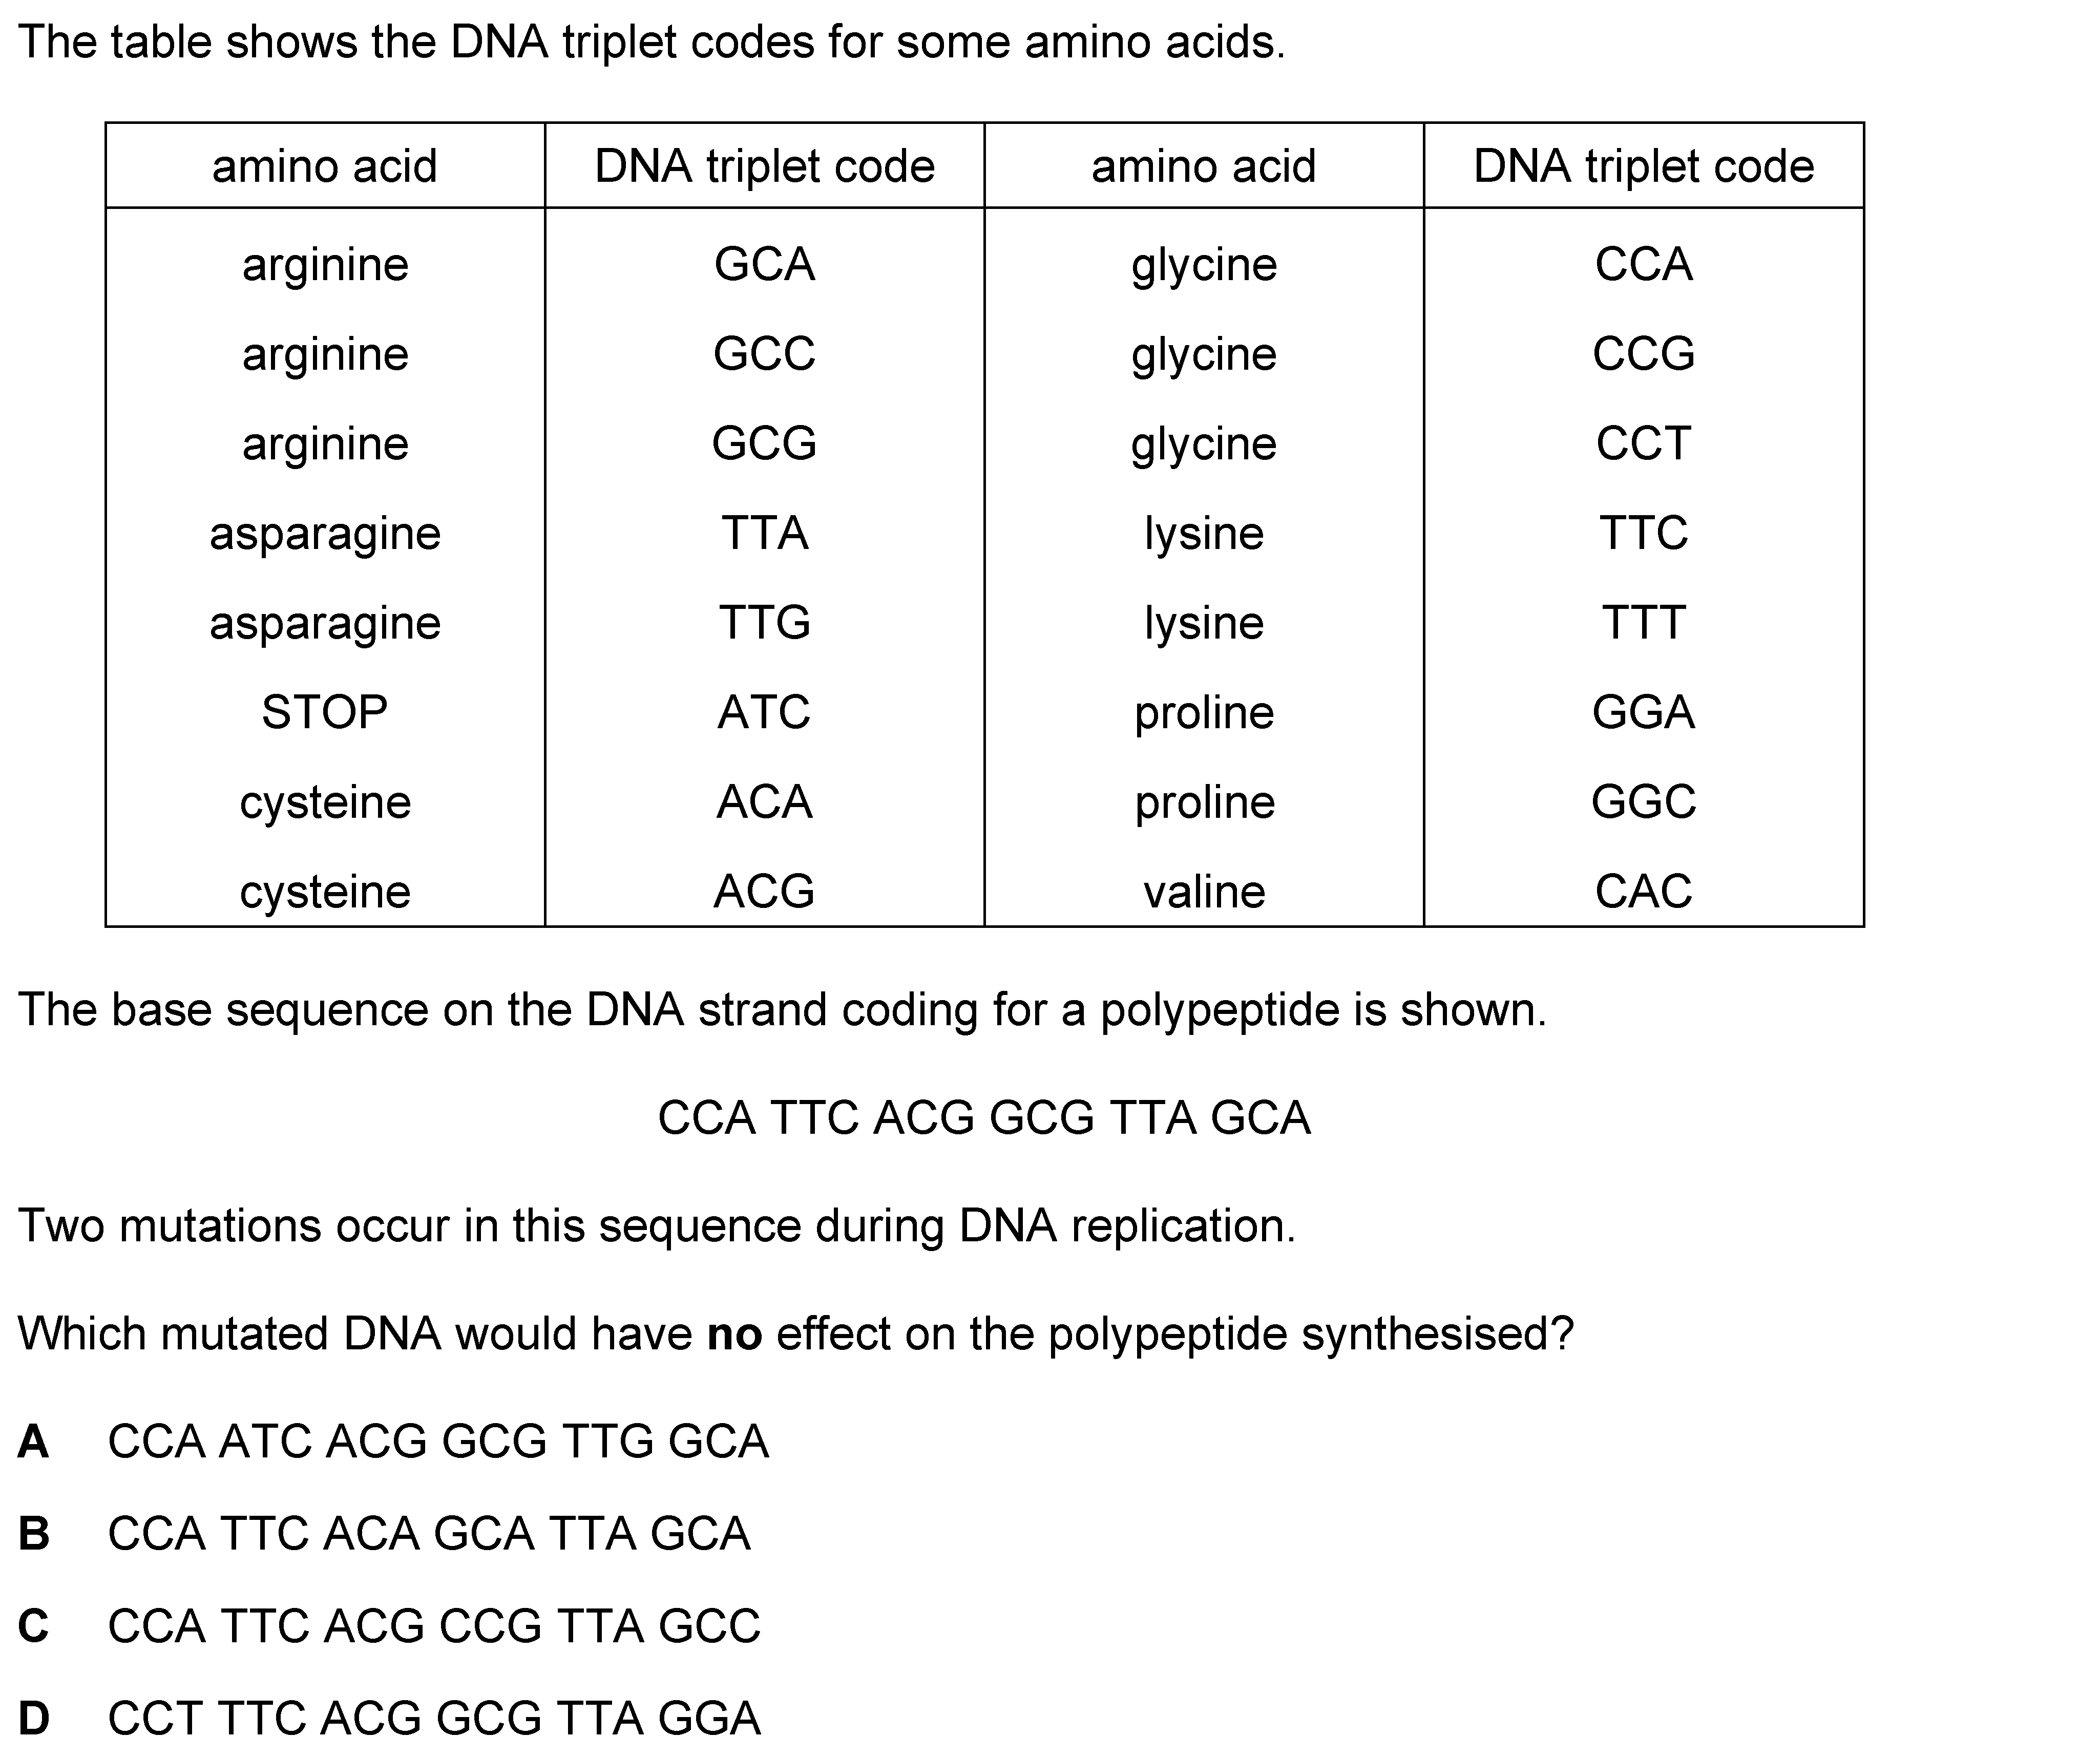 The table shows the DNA triplet codes for some amino acids.
amino acid DNA triplet code amino acid DNA triplet code
arginine GCA glycine CCA
arginine GCC glycine CCG
arginine GCG glycine CCT
asparagine TTA lysine TTC
asparagine TTG lysine TTT
STOP ATC proline GGA
cysteine ACA proline GGC
cysteine ACG valine CAC
The base sequence on the DNA strand coding for a polypeptide is shown.
CCA TTC ACG GCG TTA GCA
Two mutations occur in this sequence during DNA replication.
Which mutated DNA would have no effect on the polypeptide synthesised?
A CCA ATC ACG GCG TTG GCA
B CCA TTC ACA GCA TTA GCA
C CCA TTC ACG CCG TTA GCC
D CCT TTC ACG GCG TTA GGA